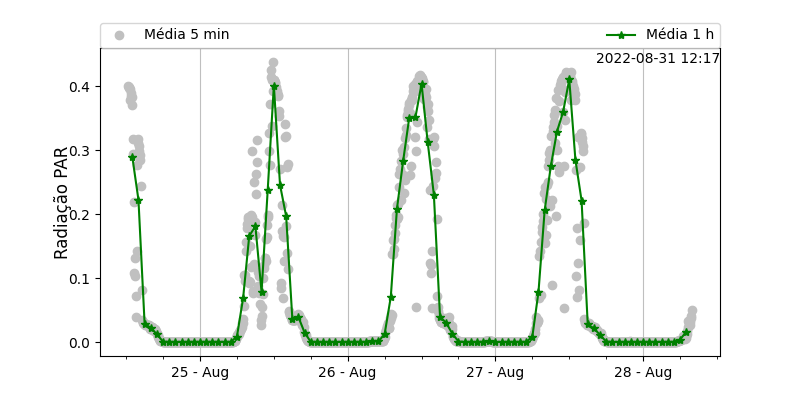 Média 5 min
Média 1 h
2022-08-31 12:17
Radiação PAR
0.4
0.3
0.2
0.1
0.0
25 - Aug
26 - Aug
27 - Aug
28 - Aug